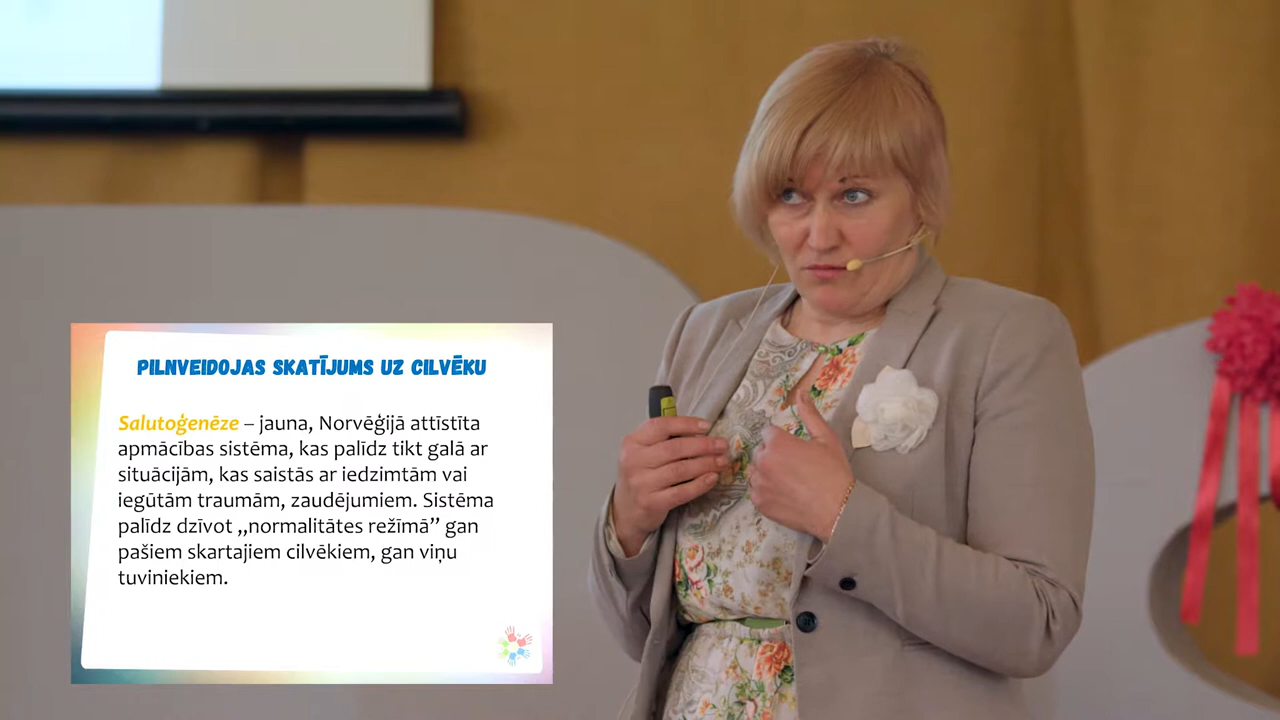 PILNVEIDOJAS SKATĪJUMS UZ CILVĒKU
Salutoģenēze – jauna, Norvēģijā attīstīta
apmācības sistēma, kas palīdz tikt galā ar
situācijām, kas saistās ar iedzimtām vai
iegūtām traumām, zaudējumiem. Sistēma
palīdz dzīvot „normalitātes režīmā” gan
pašiem skartajiem cilvēkiem, gan viņu
tuviniekiem.